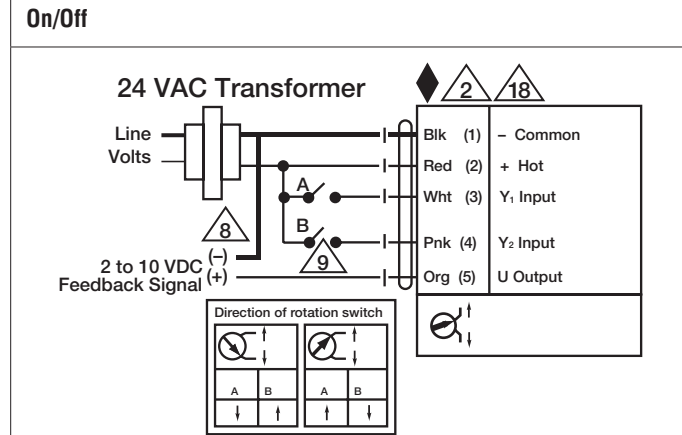 On/Off
24 VAC Transformer
2 18
Line
Volts
Blk (1) – Common
Red (2) + Hot
A
Wht (3) Y₁ Input
8
B
9
Pnk (4) Y₂ Input
2 to 10 VDC (–)
Feedback Signal (+)
Org (5) U Output
Direction of rotation switch
A B A B